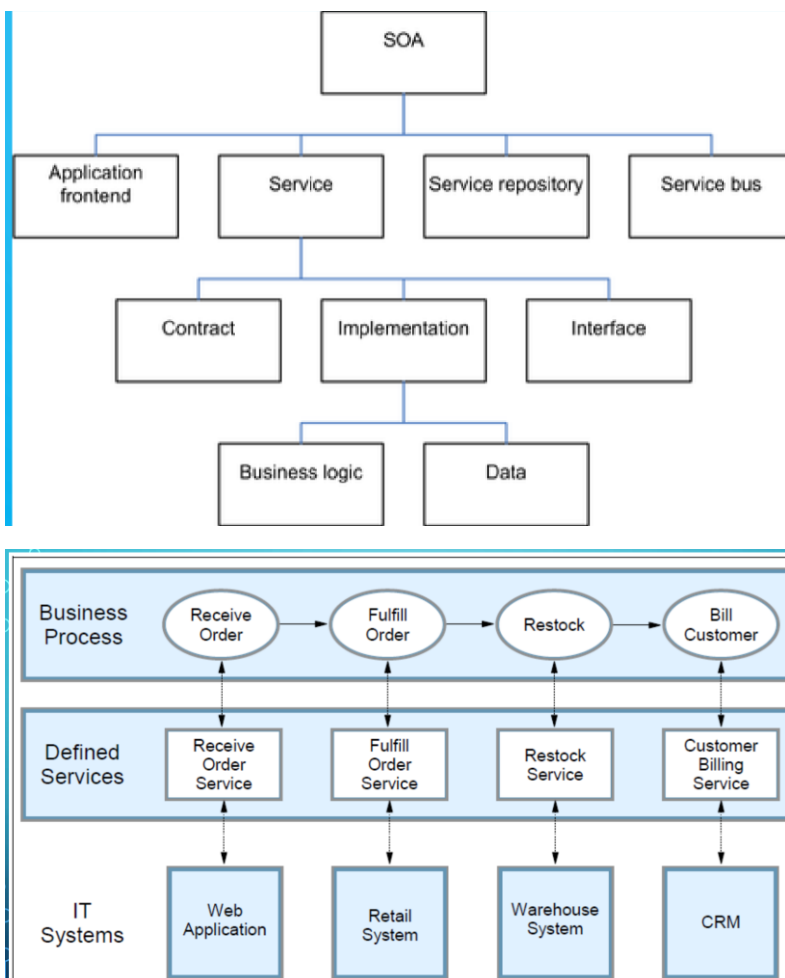 SOA
Application
frontend
Service
Service repository
Service bus
Contract
Implementation
Interface
Business logic
Data
Business
Process
Receive
Order
Fulfill
Order
Restock
Bill
Customer
Defined
Services
Receive
Order
Service
Fulfill
Order
Service
Restock
Service
Customer
Billing
Service
IT
Systems
Web
Application
Retail
System
Warehouse
System
CRM